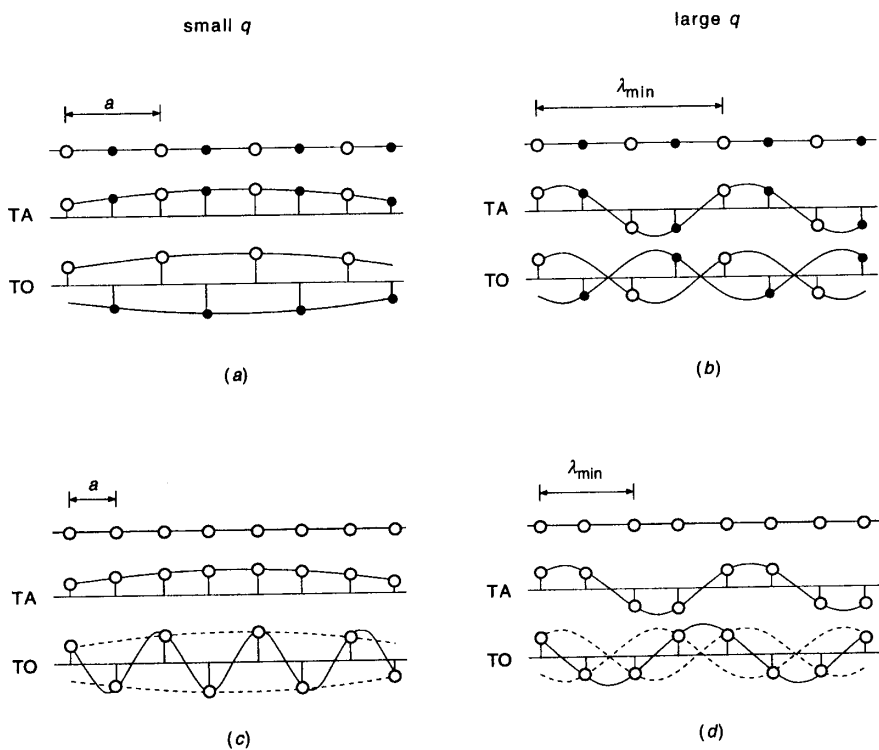 small q
large q
a
λmin
TA
TA
TO
TO
(a)
(b)
a
λmin
TA
TA
TO
TO
(c)
(d)